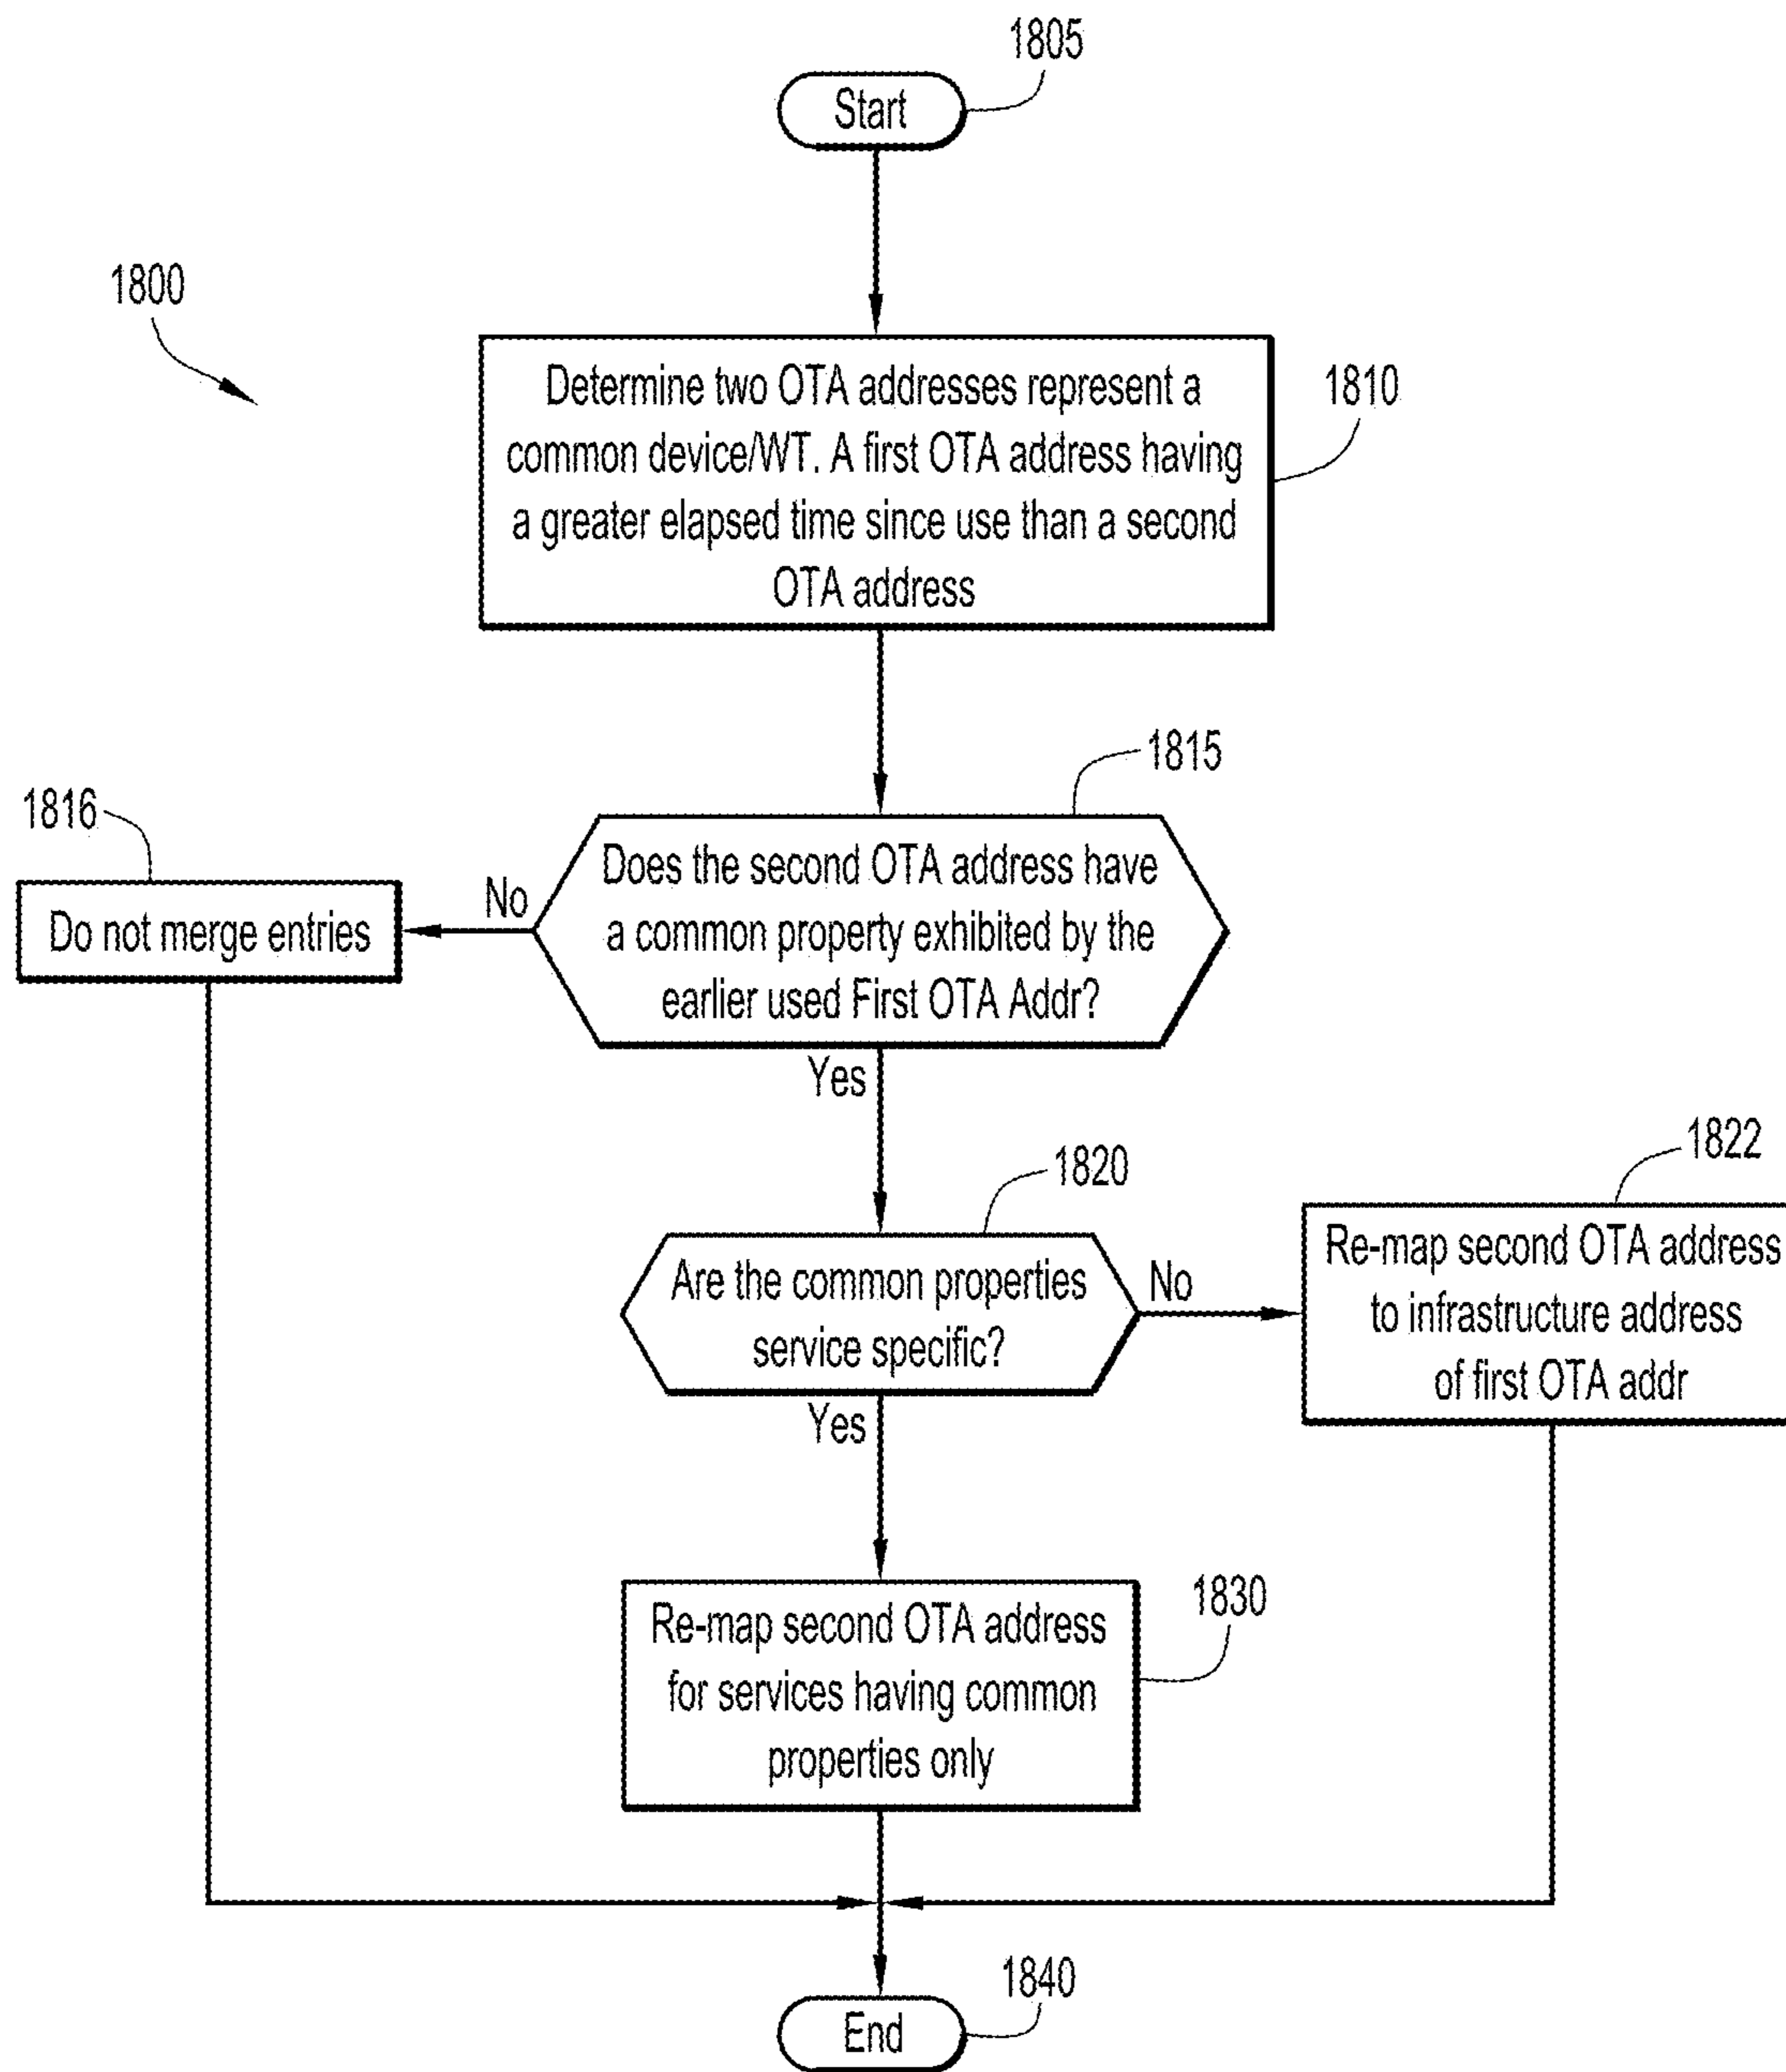 1805
Start
1800
Determine two OTA addresses represent a
common device/WT. A first OTA address having
a greater elapsed time since use than a second
OTA address
1810
1815
1816
Does the second OTA address have
a common property exhibited by the
earlier used First OTA Addr?
No
Do not merge entries
Yes
1820
1822
Are the common properties
service specific?
No
Re-map second OTA address
to infrastructure address
of first OTA addr
Yes
1830
Re-map second OTA address
for services having common
properties only
1840
End